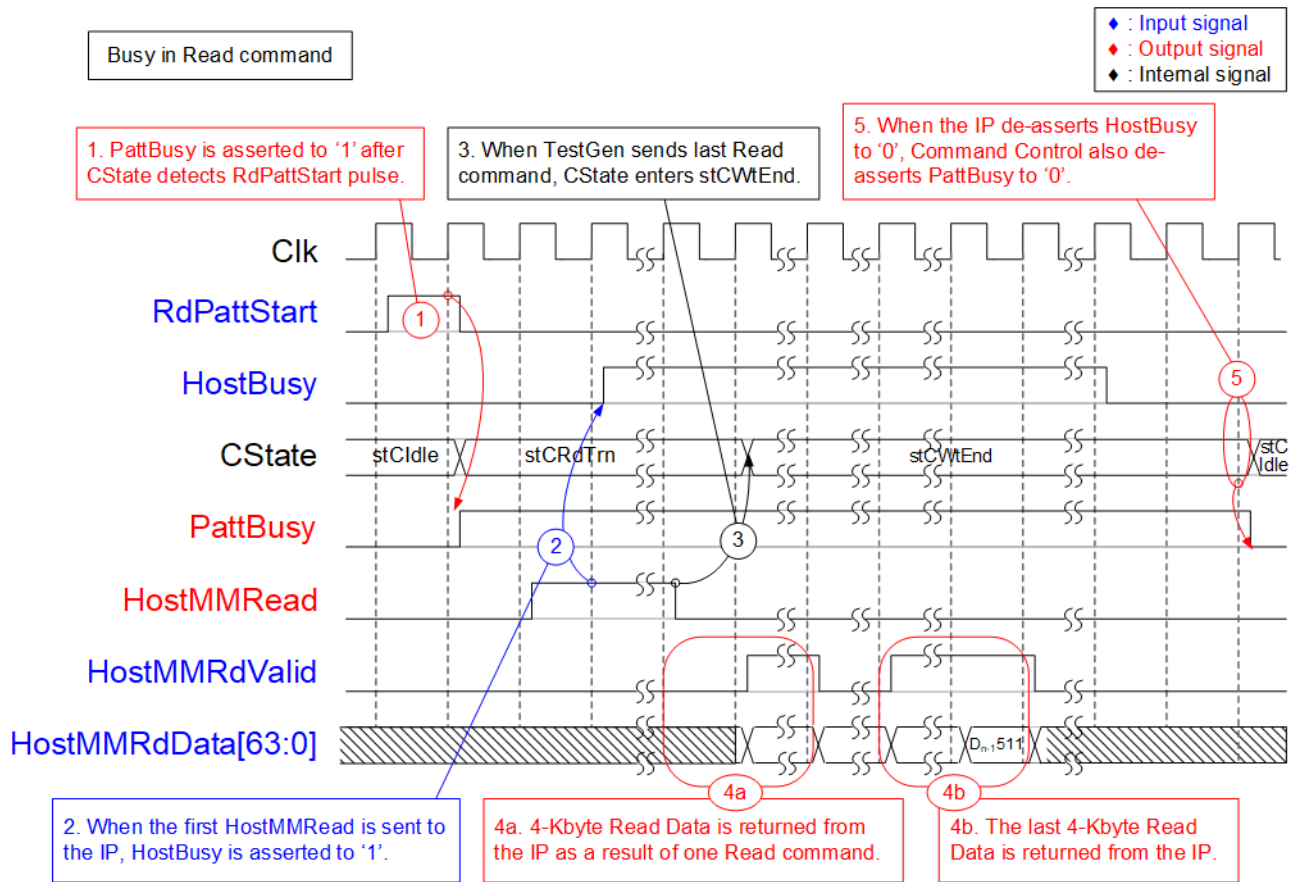 Busy in Read command
♦ : Input signal
♦ : Output signal
♦ : Internal signal
1. PattBusy is asserted to ‘1’ after
CState detects RdPattStart pulse.
3. When TestGen sends last Read
command, CState enters stCWtEnd.
5. When the IP de-asserts HostBusy
to ‘0’, Command Control also de-
asserts PattBusy to ‘0’.
Clk
RdPattStart
1
HostBusy
5
CState
stCIdle
stCRdTrn
stCWtEnd
stC
Idle
PattBusy
2
3
HostMMRead
HostMMRdValid
HostMMRdData[63:0]
Dn-1511
4a
4b
2. When the first HostMMRead is sent to
the IP, HostBusy is asserted to ‘1’.
4a. 4-Kbyte Read Data is returned from
the IP as a result of one Read command.
4b. The last 4-Kbyte Read
Data is returned from the IP.